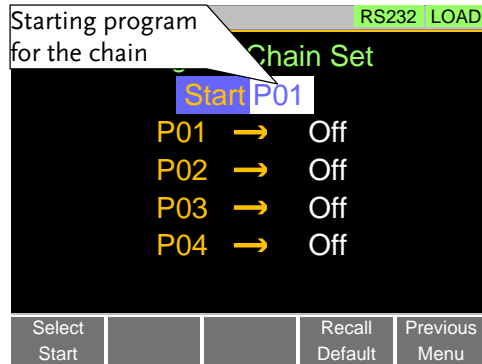 Starting program
for the chain
RS232 LOAD
Chain Set
Start P01
P01 → Off
P02 → Off
P03 → Off
P04 → Off
Select Start
Recall Default
Previous Menu